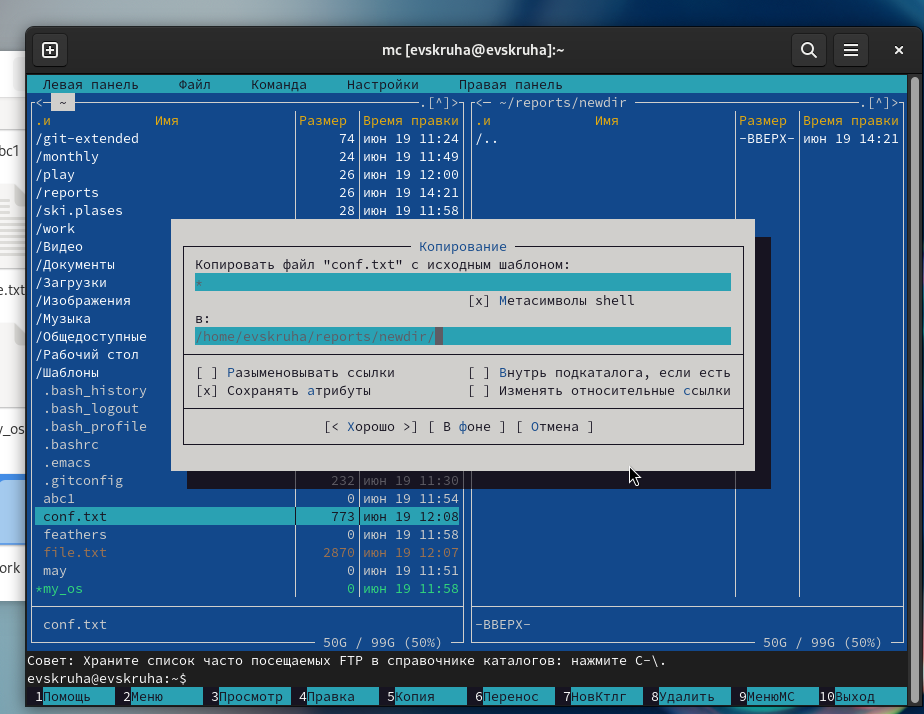 mc [evskruha@evskruha]:~
Левая панель Файл Команда Настройки Правая панель
<─ ~ .[^]> <─ ~/reports/newdir .[^]>
.и Имя Размер Время правки .и Имя Размер Время правки
/git-extended 74 июн 19 11:24 /.. -ВВЕРХ- июн 19 14:21
/monthly 24 июн 19 11:49
/play 26 июн 19 12:00
/reports 26 июн 19 14:21
/ski.plases 28 июн 19 11:58
/work
/Видео
/Документы
/Загрузки
/Изображения
/Музыка
/Общедоступные
/Рабочий стол
/Шаблоны
.bash_history
.bash_logout
.bash_profile
.bashrc
.emacs
.gitconfig 232 июн 19 11:30
abc1 0 июн 19 11:54
conf.txt 773 июн 19 12:08
feathers 0 июн 19 11:58
file.txt 2870 июн 19 12:07
may 0 июн 19 11:51
*my_os 0 июн 19 11:58
Копирование
Копировать файл "conf.txt" с исходным шаблоном:
*
[x] Метасимволы shell
в:
/home/evskruha/reports/newdir/
[ ] Разыменовывать ссылки [ ] Внутрь подкаталога, если есть
[x] Сохранять атрибуты [ ] Изменять относительные ссылки
[< Хорошо >] [ В фоне ] [ Отмена ]
conf.txt -ВВЕРХ-
50G / 99G (50%) 50G / 99G (50%)
Совет: Храните список часто посещаемых FTP в справочнике каталогов: нажмите C-\.
evskruha@evskruha:~$
1Помощь 2Меню 3Просмотр 4Правка 5Копия 6Перенос 7НовКтлг 8Удалить 9МенюМС 10Выход
bc1
e.txt
y_os
ork